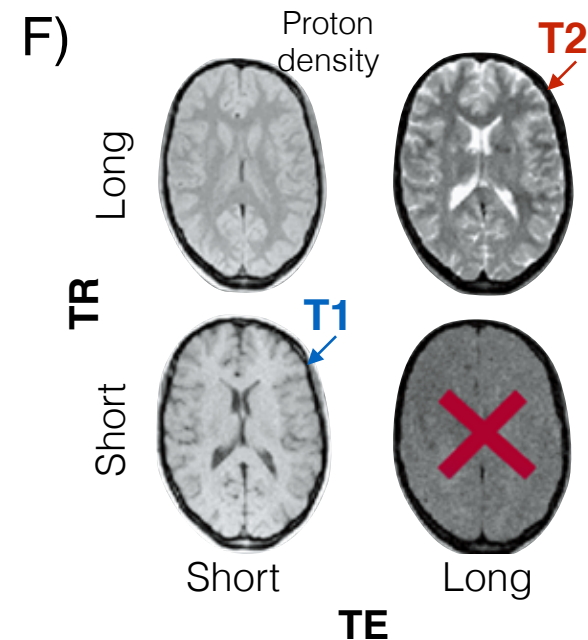 F)
Proton
density
T2
Long
TR
T1
Short
Short
Long
TE